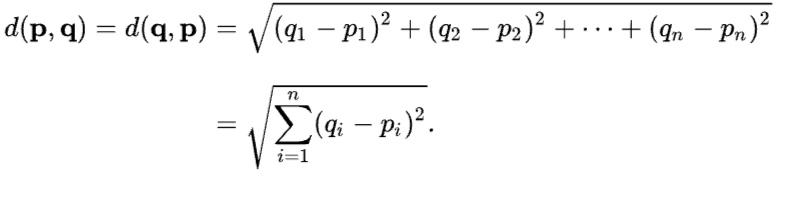 d(p, q) = d(q, p) = √((q₁ − p₁)² + (q₂ − p₂)² + ⋯ + (qₙ − pₙ)²)
= √(∑ᵢ₌₁ⁿ (qᵢ − pᵢ)²).